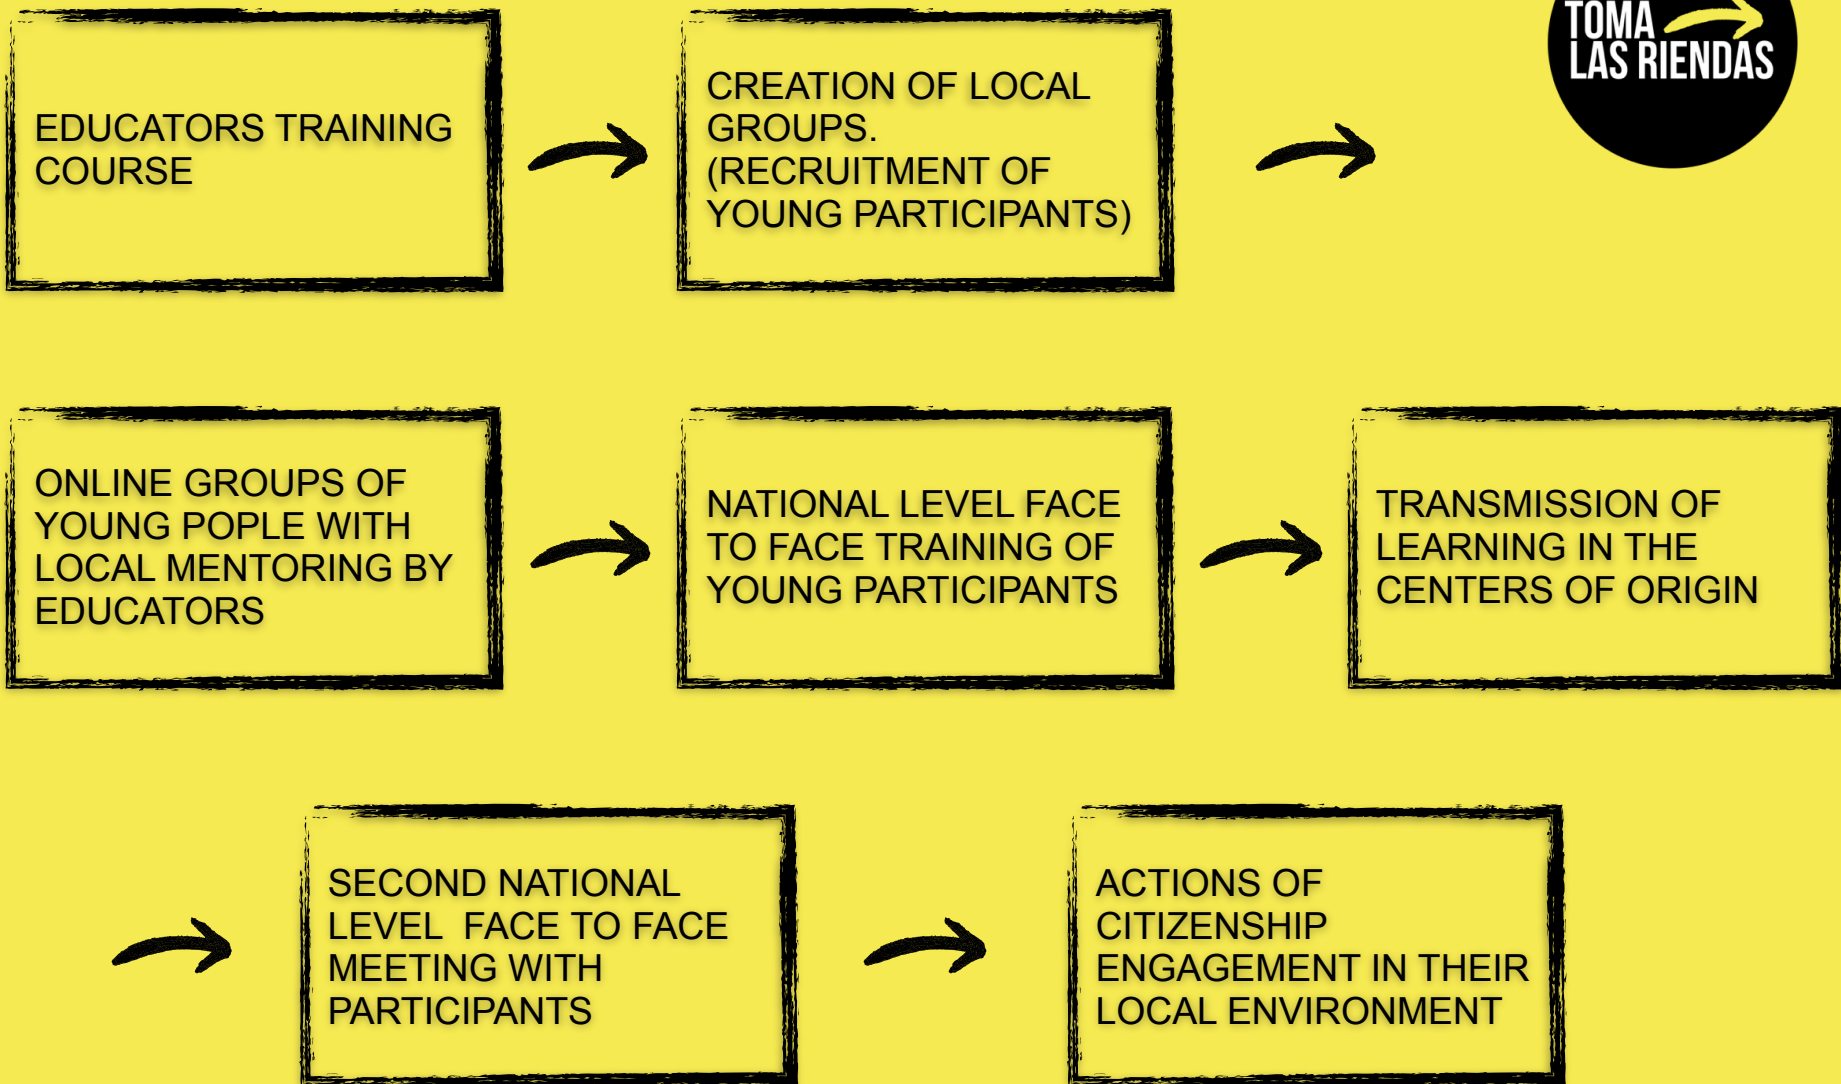 TOMA
LAS RIENDAS
EDUCATORS TRAINING
COURSE
CREATION OF LOCAL
GROUPS.
(RECRUITMENT OF
YOUNG PARTICIPANTS)
ONLINE GROUPS OF
YOUNG POPLE WITH
LOCAL MENTORING BY
EDUCATORS
NATIONAL LEVEL FACE
TO FACE TRAINING OF
YOUNG PARTICIPANTS
TRANSMISSION OF
LEARNING IN THE
CENTERS OF ORIGIN
SECOND NATIONAL
LEVEL  FACE TO FACE
MEETING WITH
PARTICIPANTS
ACTIONS OF
CITIZENSHIP
ENGAGEMENT IN THEIR
LOCAL ENVIRONMENT